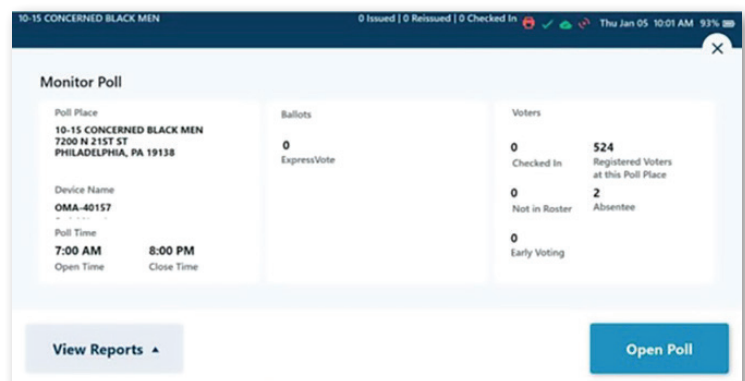 10-15 CONCERNED BLACK MEN
0 Issued | 0 Reissued | 0 Checked In
Thu Jan 05 10:01 AM 93%
Monitor Poll
Poll Place
10-15 CONCERNED BLACK MEN
7200 N 21ST ST
PHILADELPHIA, PA 19138
Device Name
OMA-40157
Poll Time
7:00 AM
Open Time
8:00 PM
Close Time
Ballots
0
ExpressVote
Voters
0
Checked In
524
Registered Voters
at this Poll Place
0
Not in Roster
2
Absentee
0
Early Voting
View Reports
Open Poll